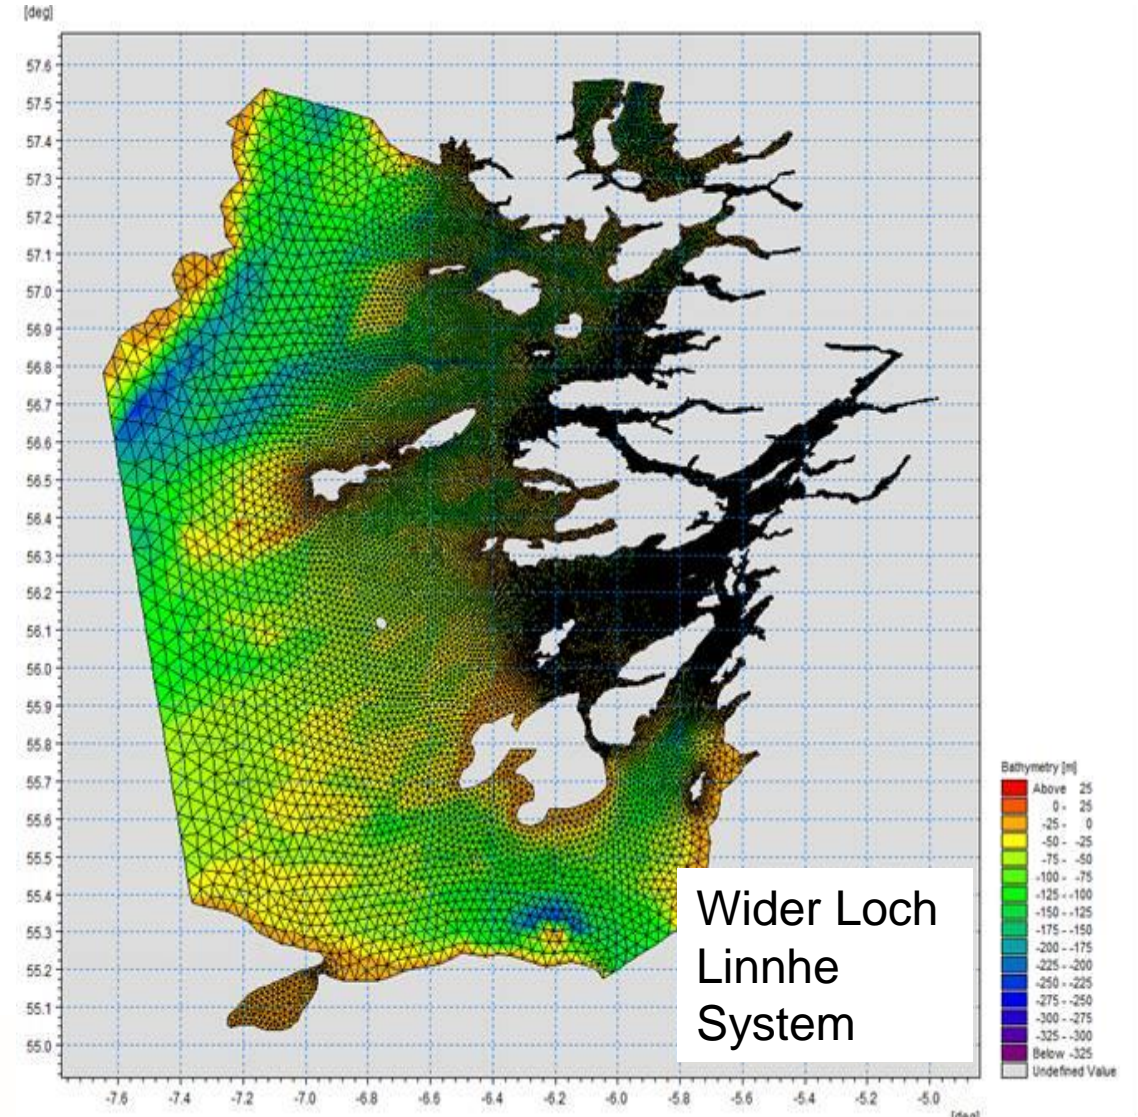 [deg]
57.6
57.5
57.4
57.3
57.2
57.1
57.0
56.9
56.8
56.7
56.6
56.5
56.4
56.3
56.2
56.1
56.0
55.9
55.8
55.7
55.6
55.5
55.4
55.3
55.2
55.1
55.0
-7.6 -7.4 -7.2 -7.0 -6.8 -6.6 -6.4 -6.2 -6.0 -5.8 -5.6 -5.4 -5.2 -5.0
[deg]
Wider Loch
Linnhe
System
Bathymetry [m]
Above 25
0 - 25
-25 - 0
-50 - -25
-75 - -50
-100 - -75
-125 - -100
-150 - -125
-175 - -150
-200 - -175
-225 - -200
-250 - -225
-275 - -250
-300 - -275
-325 - -300
Below -325
Undefined Value